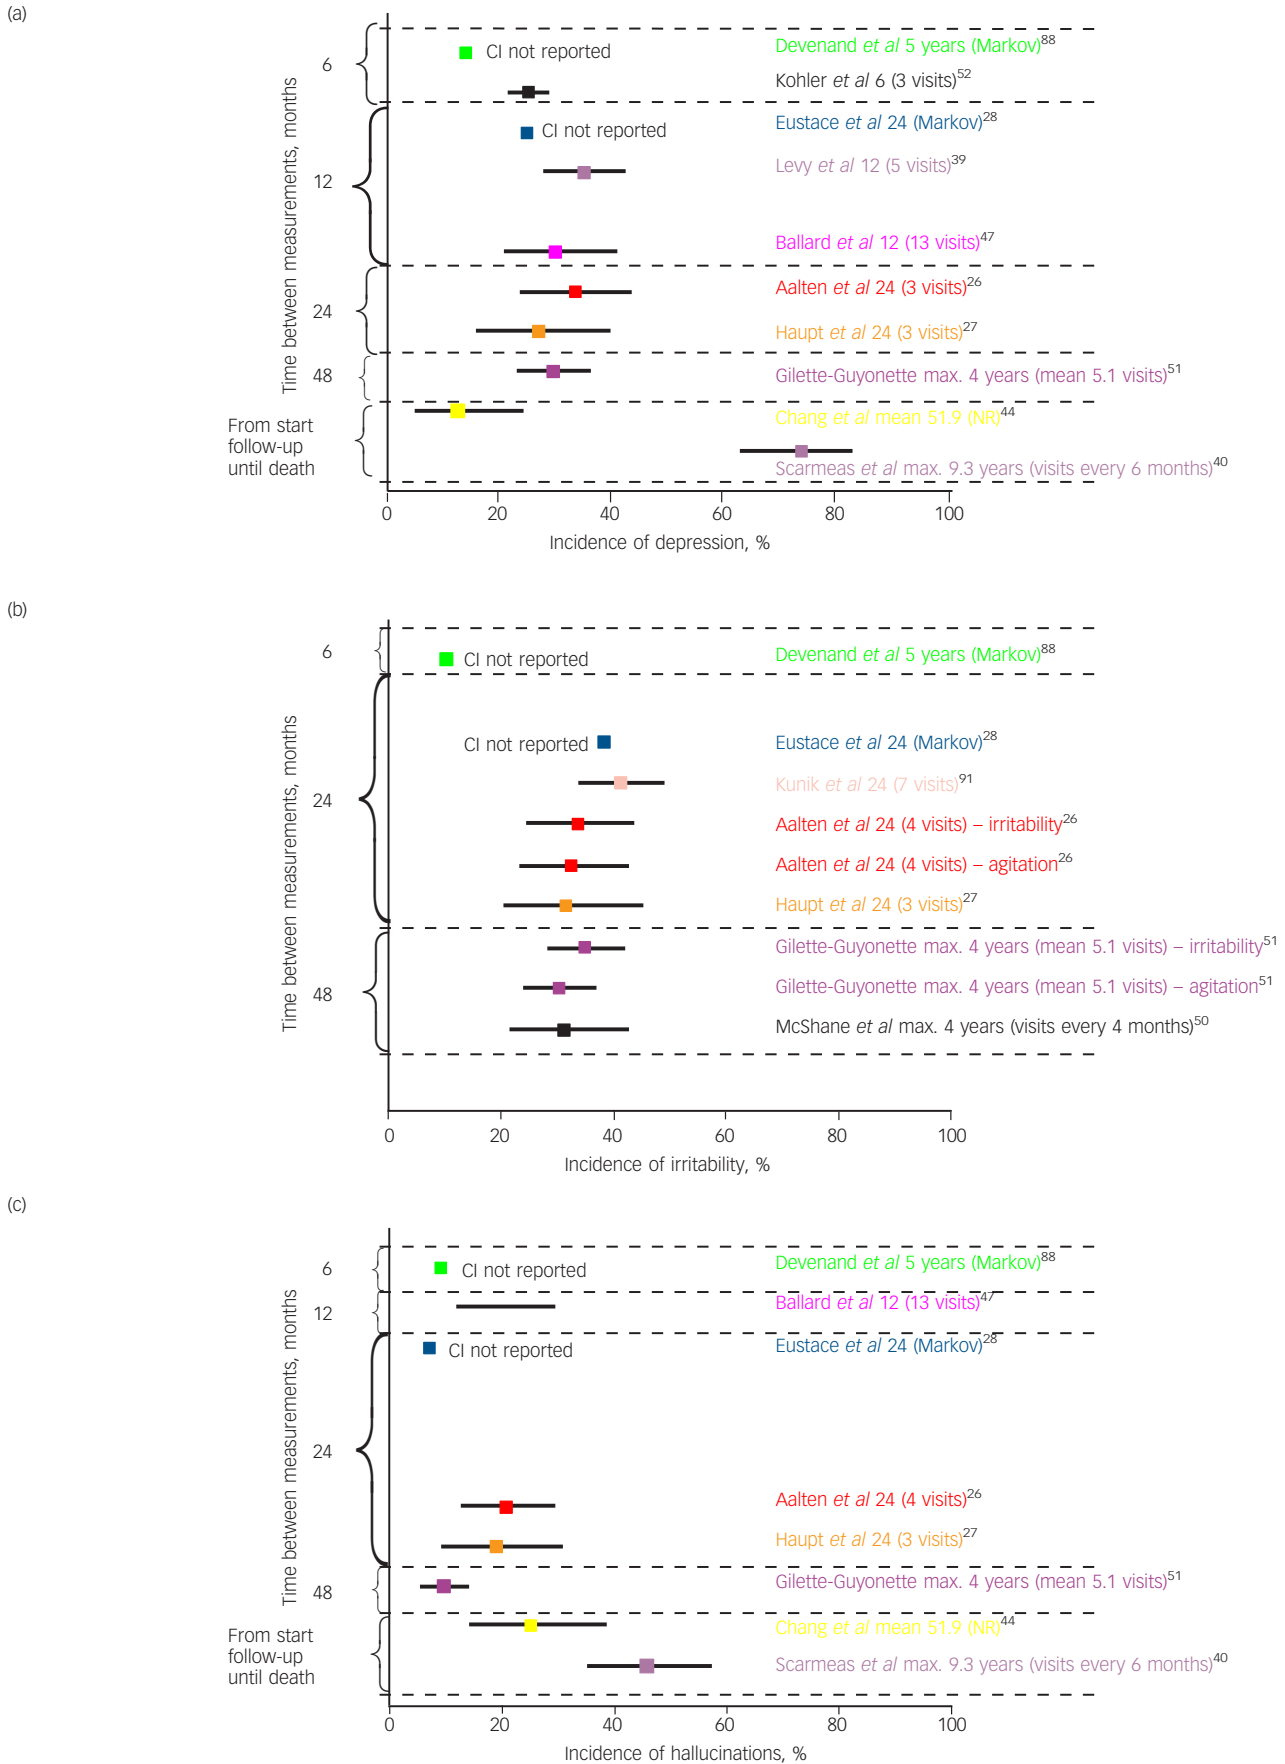 (a)
CI not reported
Devenand et al 5 years (Markov)88
6
Kohler et al 6 (3 visits)52
CI not reported
Eustace et al 24 (Markov)28
Levy et al 12 (5 visits)39
12
Ballard et al 12 (13 visits)47
Aalten et al 24 (3 visits)26
24
Haupt et al 24 (3 visits)27
48
Gilette-Guyonette max. 4 years (mean 5.1 visits)51
Time between measurements, months
From start
follow-up
until death
Chang et al mean 51.9 (NR)44
Scarmeas et al max. 9.3 years (visits every 6 months)40
0 20 40 60 80 100
Incidence of depression, %
(b)
6
CI not reported
Devenand et al 5 years (Markov)88
CI not reported
Eustace et al 24 (Markov)28
Kunik et al 24 (7 visits)91
24
Aalten et al 24 (4 visits) – irritability26
Aalten et al 24 (4 visits) – agitation26
Haupt et al 24 (3 visits)27
Gilette-Guyonette max. 4 years (mean 5.1 visits) – irritability51
Gilette-Guyonette max. 4 years (mean 5.1 visits) – agitation51
48
McShane et al max. 4 years (visits every 4 months)50
Time between measurements, months
0 20 40 60 80 100
Incidence of irritability, %
(c)
6
CI not reported
Devenand et al 5 years (Markov)88
12
Ballard et al 12 (13 visits)47
CI not reported
Eustace et al 24 (Markov)28
24
Aalten et al 24 (4 visits)26
Haupt et al 24 (3 visits)27
48
Gilette-Guyonette max. 4 years (mean 5.1 visits)51
Time between measurements, months
From start
follow-up
until death
Chang et al mean 51.9 (NR)44
Scarmeas et al max. 9.3 years (visits every 6 months)40
0 20 40 60 80 100
Incidence of hallucinations, %